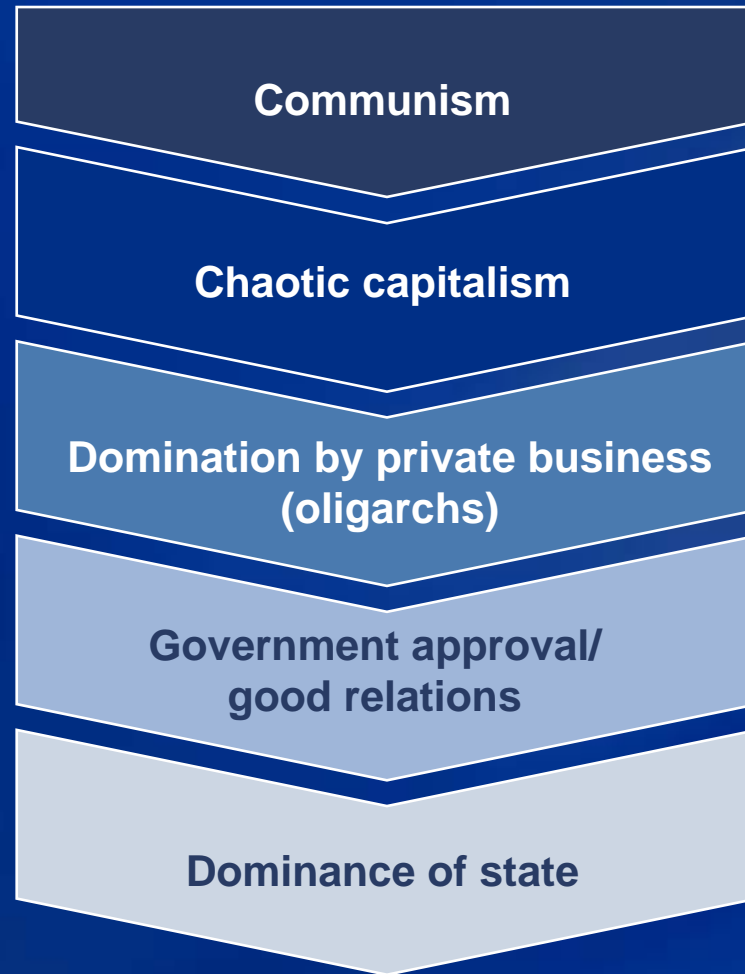 Communism
Chaotic capitalism
Domination by private business
(oligarchs)
Government approval/
good relations
Dominance of state